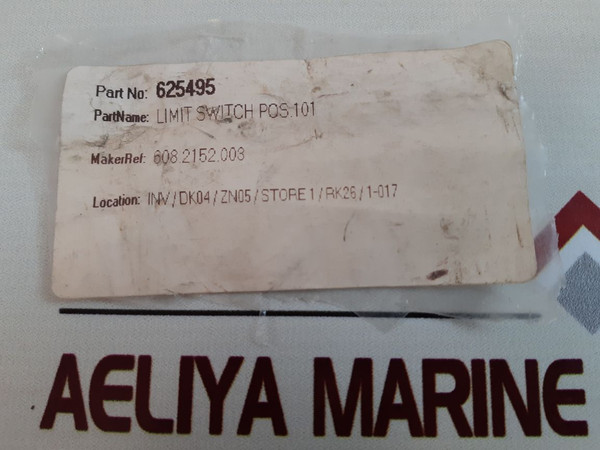 Part No: 625495
PartName: LIMIT SWITCH POS 101
MakerRef: 608.2152.003
Location: INV / DK04 / ZN05 / STORE 1 / RK26 / 1-017
AELIYA MARINE